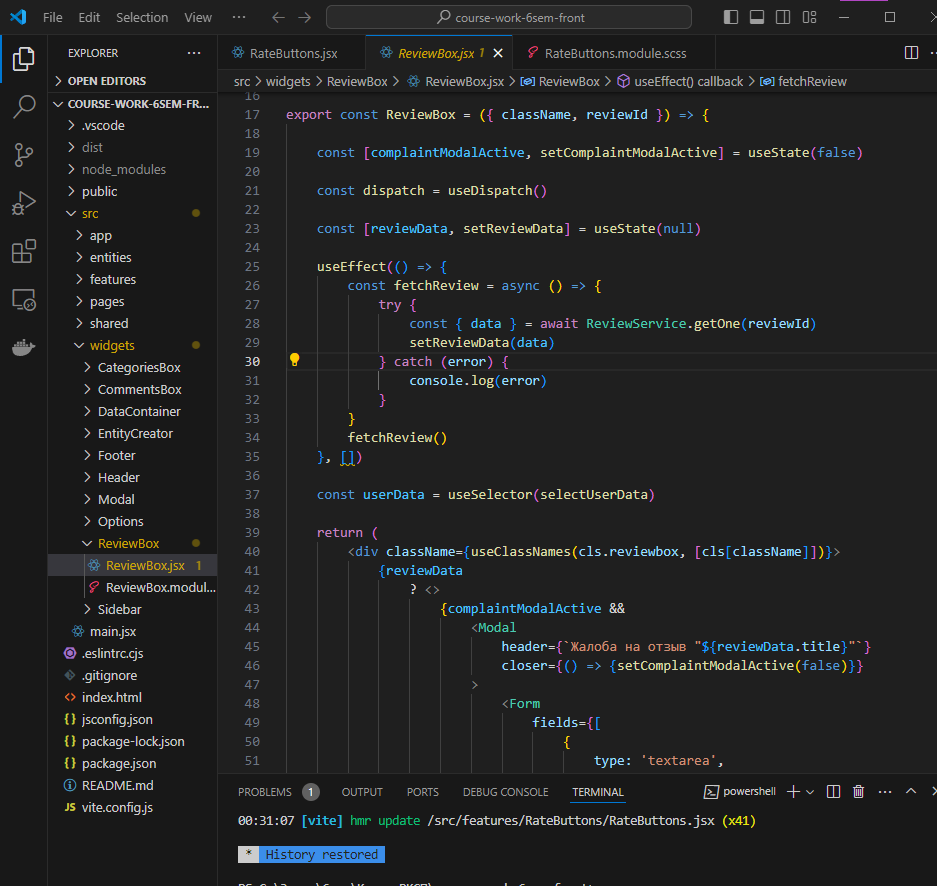 File Edit Selection View ··· course-work-6sem-front
EXPLORER ···
OPEN EDITORS
COURSE-WORK-6SEM-FR...
.vscode
dist
node_modules
public
src
app
entities
features
pages
shared
widgets
CategoriesBox
CommentsBox
DataContainer
EntityCreator
Footer
Header
Modal
Options
ReviewBox
ReviewBox.jsx 1
ReviewBox.modul...
Sidebar
main.jsx
.eslintrc.cjs
.gitignore
index.html
jsconfig.json
package-lock.json
package.json
README.md
JS vite.config.js
RateButtons.jsx ReviewBox.jsx 1 RateButtons.module.scss
src > widgets > ReviewBox > ReviewBox.jsx > ReviewBox > useEffect() callback > fetchReview
16
17 export const ReviewBox = ({ className, reviewId }) => {
18
19 const [complaintModalActive, setComplaintModalActive] = useState(false)
20
21 const dispatch = useDispatch()
22
23 const [reviewData, setReviewData] = useState(null)
24
25 useEffect(() => {
26 const fetchReview = async () => {
27 try {
28 const { data } = await ReviewService.getOne(reviewId)
29 setReviewData(data)
30 } catch (error) {
31 console.log(error)
32 }
33 }
34 fetchReview()
35 }, [])
36
37 const userData = useSelector(selectUserData)
38
39 return (
40 <div className={useClassNames(cls.reviewbox, [cls[className]])}>
41 {reviewData
42 ? <>
43 {complaintModalActive &&
44 <Modal
45 header={`Жалоба на отзыв "${reviewData.title}"`}
46 closer={() => {setComplaintModalActive(false)}}
47 >
48 <Form
49 fields={[
50 {
51 type: 'textarea',
PROBLEMS 1 OUTPUT PORTS DEBUG CONSOLE TERMINAL powershell
00:31:07 [vite] hmr update /src/features/RateButtons/RateButtons.jsx (x41)
* History restored